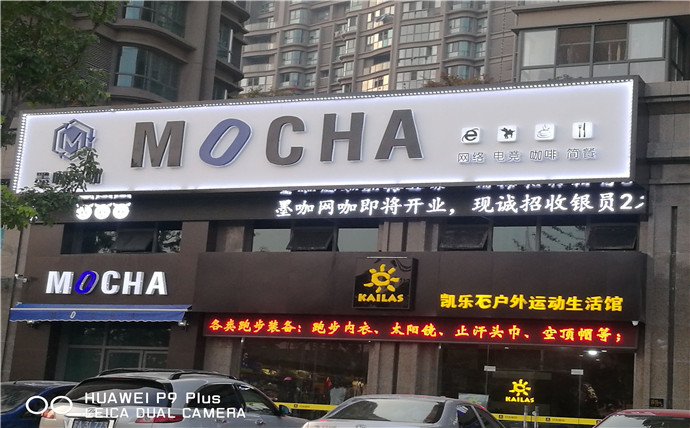 MOCHA
网络 电竞 咖啡 简餐
墨咖网咖即将开业，现诚招收银员2
MOCHA
KAILAS
凯乐石户外运动生活馆
各类跑步装备：跑步内衣、太阳镜、止汗头巾、空顶帽等；
KAILAS
HUAWEI P9 Plus
LEICA DUAL CAMERA